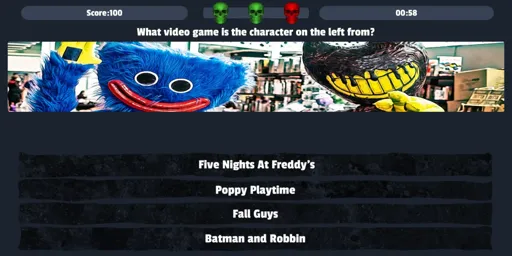 Score:100
00:58
What video game is the character on the left from?
Five Nights At Freddy's
Poppy Playtime
Fall Guys
Batman and Robbin